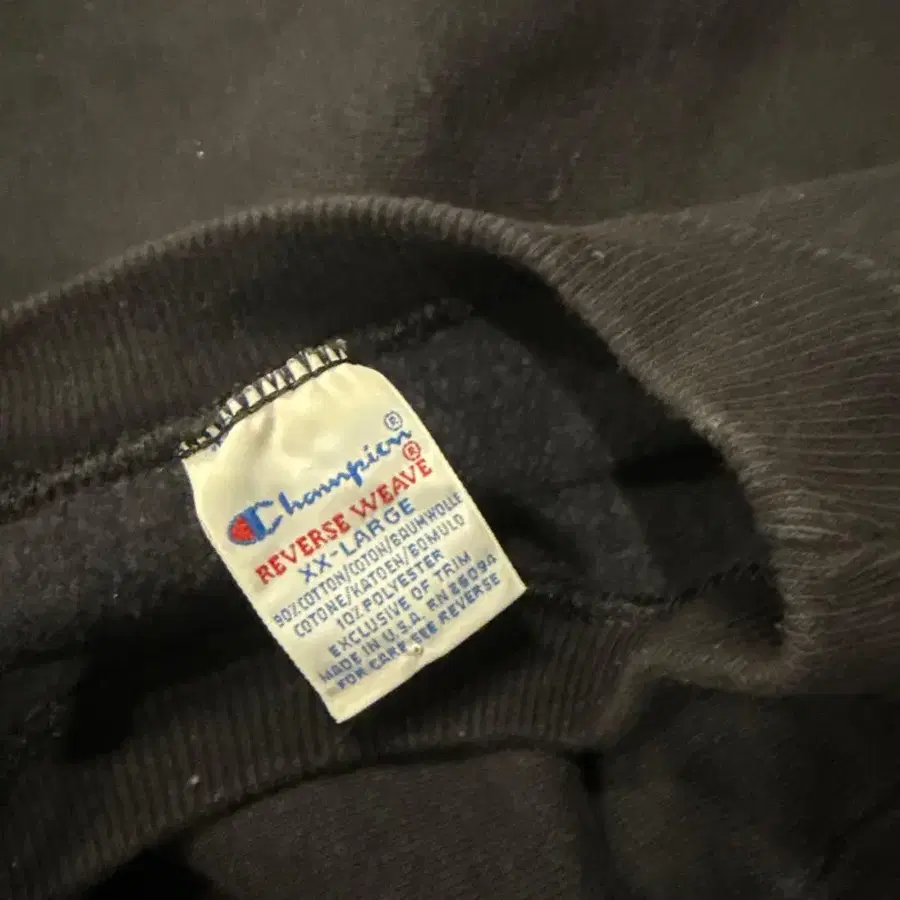 Champion®
REVERSE WEAVE®
XX-LARGE
90%COTTON/COTON/BAUMWOLLE
COTONE/KATOEN/BOMULD
10%POLYESTER
EXCLUSIVE OF TRIM
MADE IN U.S.A. RN 26094
FOR CARE SEE REVERSE